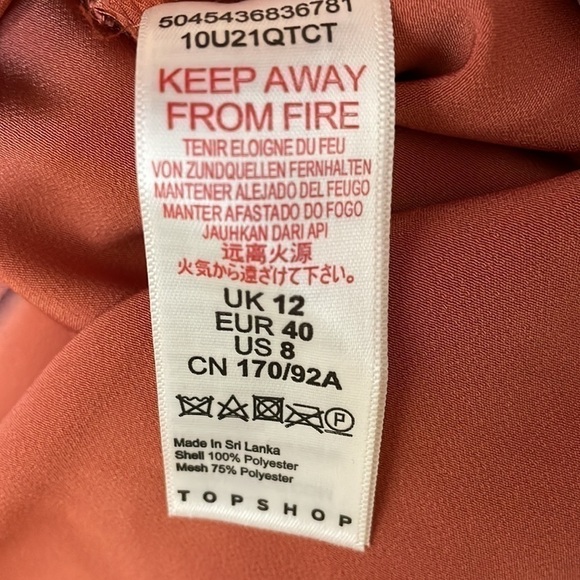 5045436836781
10U21QTCT
KEEP AWAY
FROM FIRE
TENIR ELOIGNE DU FEU
VON ZUNDQUELLEN FERNHALTEN
MANTENER ALEJADO DEL FEUGO
MANTER AFASTADO DO FOGO
JAUHKAN DARI API
远离火源
火気から遠ざけて下さい。
UK 12
EUR 40
US 8
CN 170/92A
P
Made In Sri Lanka
Shell 100% Polyester
Mesh 75% Polyester
TOPSHOP